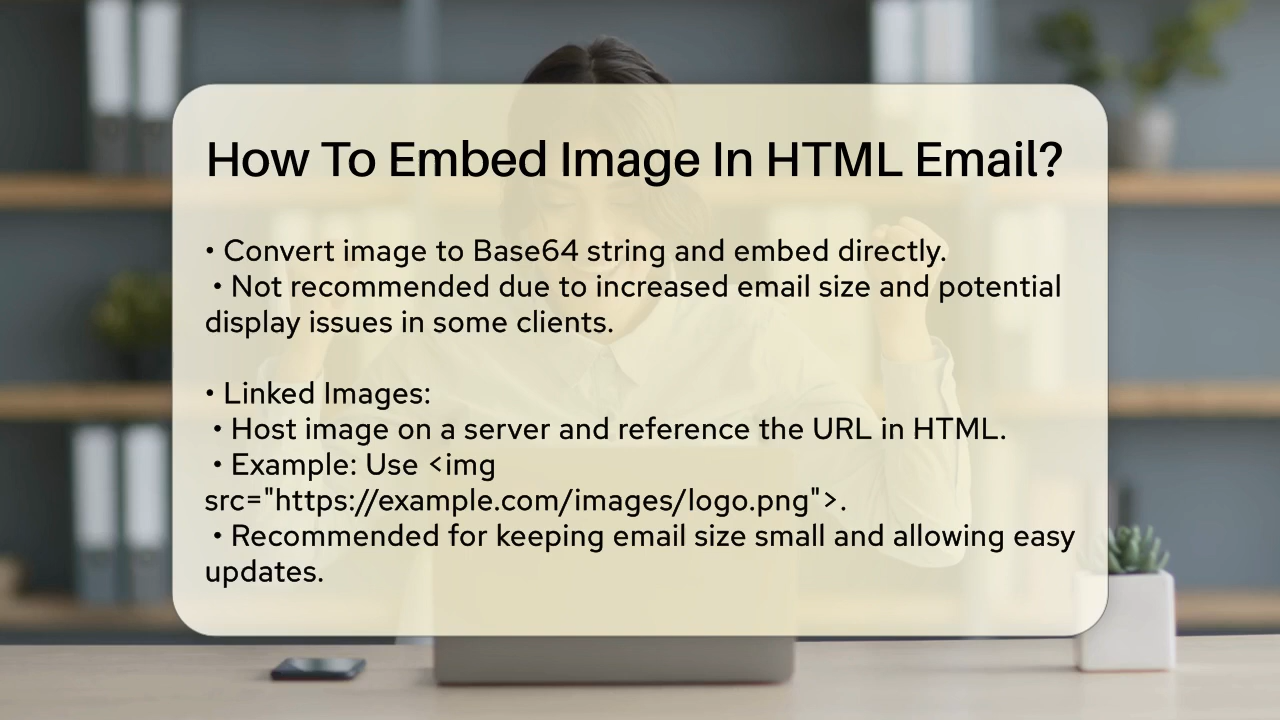 How To Embed Image In HTML Email?
• Convert image to Base64 string and embed directly.
• Not recommended due to increased email size and potential
display issues in some clients.
• Linked Images:
• Host image on a server and reference the URL in HTML.
• Example: Use <img
src="https://example.com/images/logo.png">.
• Recommended for keeping email size small and allowing easy
updates.